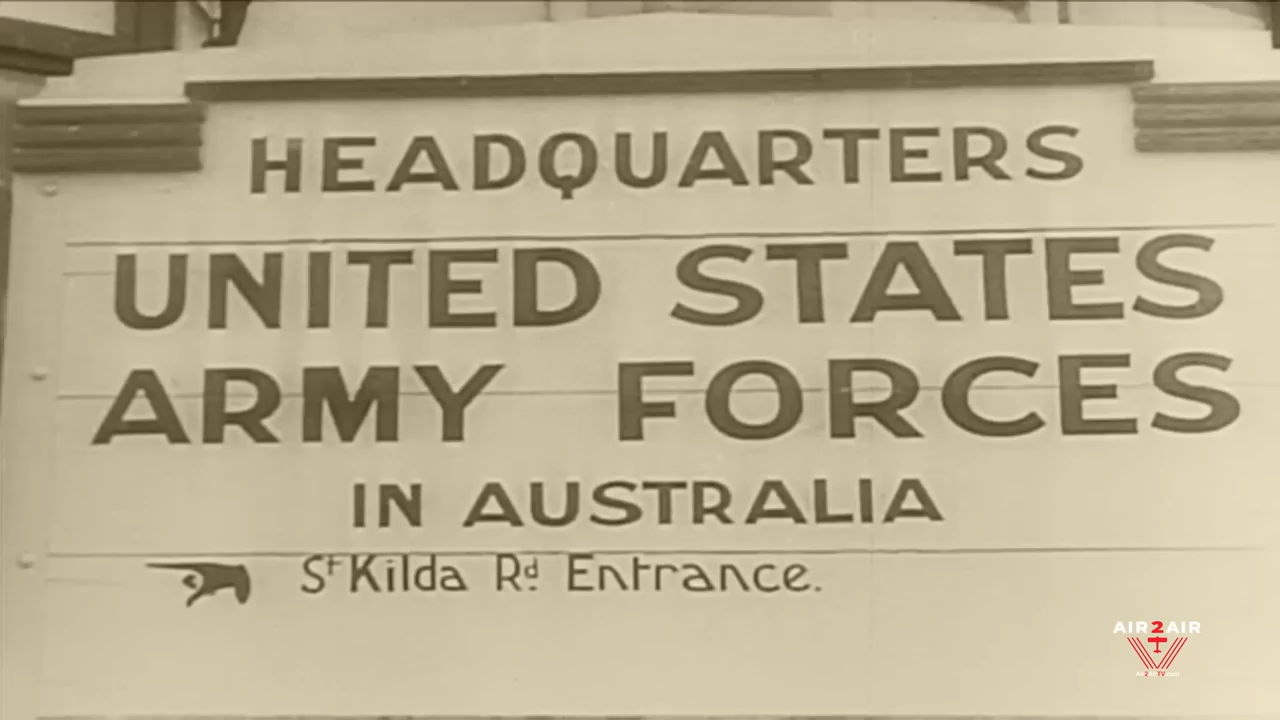 HEADQUARTERS
UNITED STATES
ARMY FORCES
IN AUSTRALIA
St Kilda Rd Entrance.
AIR2AIR